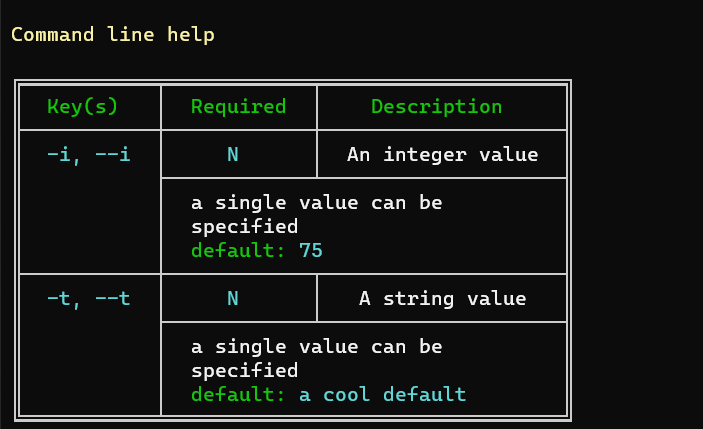 Command line help
Key(s) Required Description
-i, --i N An integer value
a single value can be
specified
default: 75
-t, --t N A string value
a single value can be
specified
default: a cool default